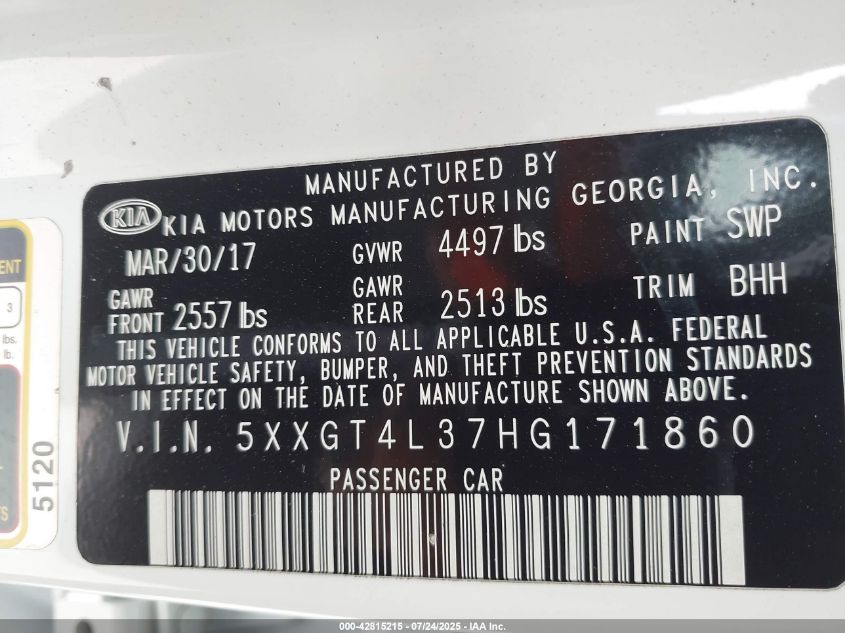 MANUFACTURED BY
KIA KIA MOTORS MANUFACTURING GEORGIA, INC.
MAR/30/17 GVWR 4497 lbs PAINT SWP
GAWR FRONT 2557 lbs GAWR REAR 2513 lbs TRIM BHH
THIS VEHICLE CONFORMS TO ALL APPLICABLE U.S.A. FEDERAL
MOTOR VEHICLE SAFETY, BUMPER, AND THEFT PREVENTION STANDARDS
IN EFFECT ON THE DATE OF MANUFACTURE SHOWN ABOVE.
V.I.N. 5XXGT4L37HG171860
PASSENGER CAR
3
lbs.
lb.
5120
000-42815215 - 07/24/2025 - IAA Inc.